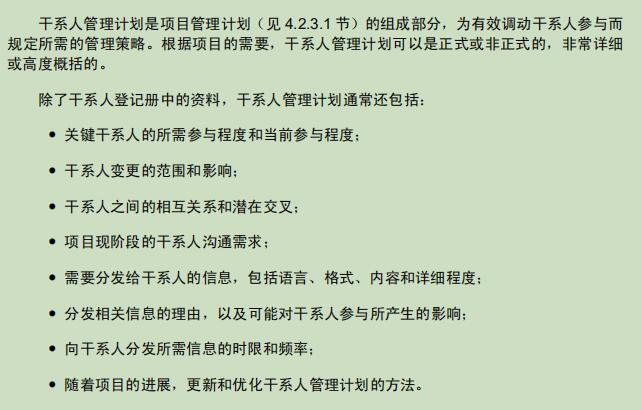 干系人管理计划是项目管理计划（见 4.2.3.1 节）的组成部分，为有效调动干系人参与而
规定所需的管理策略。根据项目的需要，干系人管理计划可以是正式或非正式的，非常详细
或高度概括的。
除了干系人登记册中的资料，干系人管理计划通常还包括：
● 关键干系人的所需参与程度和当前参与程度；
● 干系人变更的范围和影响；
● 干系人之间的相互关系和潜在交叉；
● 项目现阶段的干系人沟通需求；
● 需要分发给干系人的信息，包括语言、格式、内容和详细程度；
● 分发相关信息的理由，以及可能对干系人参与所产生的影响；
● 向干系人分发所需信息的时限和频率；
● 随着项目的进展，更新和优化干系人管理计划的方法。